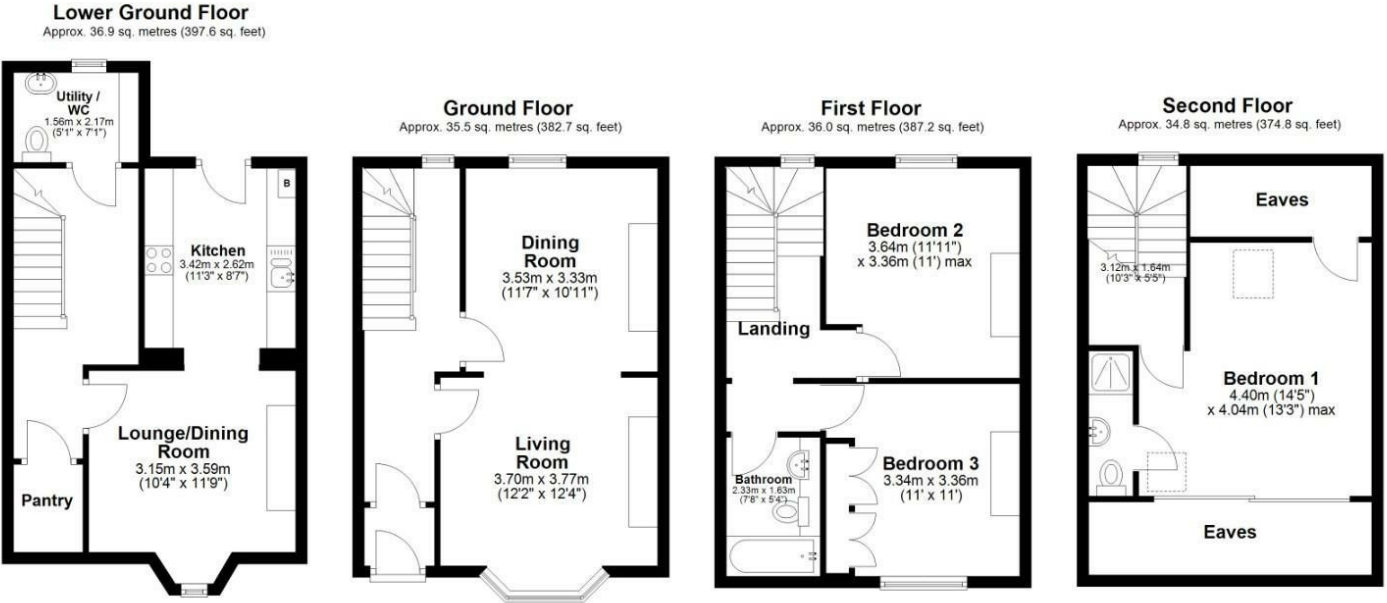 Lower Ground Floor
Approx. 36.9 sq. metres (397.6 sq. feet)
Utility /
WC
1.56m x 2.17m
(5'1" x 7'1")
B
Kitchen
3.42m x 2.62m
(11'3" x 8'7")
Lounge/Dining
Room
3.15m x 3.59m
(10'4" x 11'9")
Pantry
Ground Floor
Approx. 35.5 sq. metres (382.7 sq. feet)
Dining
Room
3.53m x 3.33m
(11'7" x 10'11")
Living
Room
3.70m x 3.77m
(12'2" x 12'4")
First Floor
Approx. 36.0 sq. metres (387.2 sq. feet)
Bedroom 2
3.64m (11'11")
x 3.36m (11') max
Landing
Bedroom 3
3.34m x 3.36m
(11' x 11')
Bathroom
2.33m x 1.63m
(7'8" x 5'4")
Second Floor
Approx. 34.8 sq. metres (374.8 sq. feet)
Eaves
3.12m x 1.64m
(10'3" x 5'5")
Bedroom 1
4.40m (14'5")
x 4.04m (13'3") max
Eaves